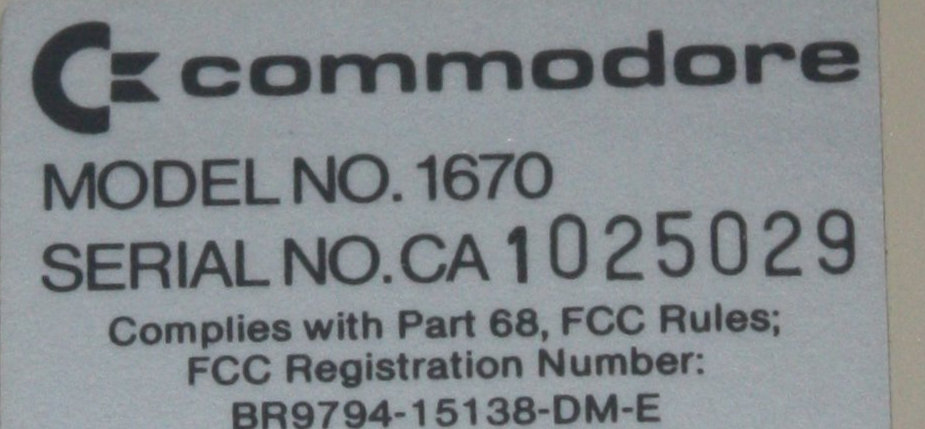 commodore
MODEL NO. 1670
SERIAL NO. CA 1025029
Complies with Part 68, FCC Rules;
FCC Registration Number:
BR9794-15138-DM-E